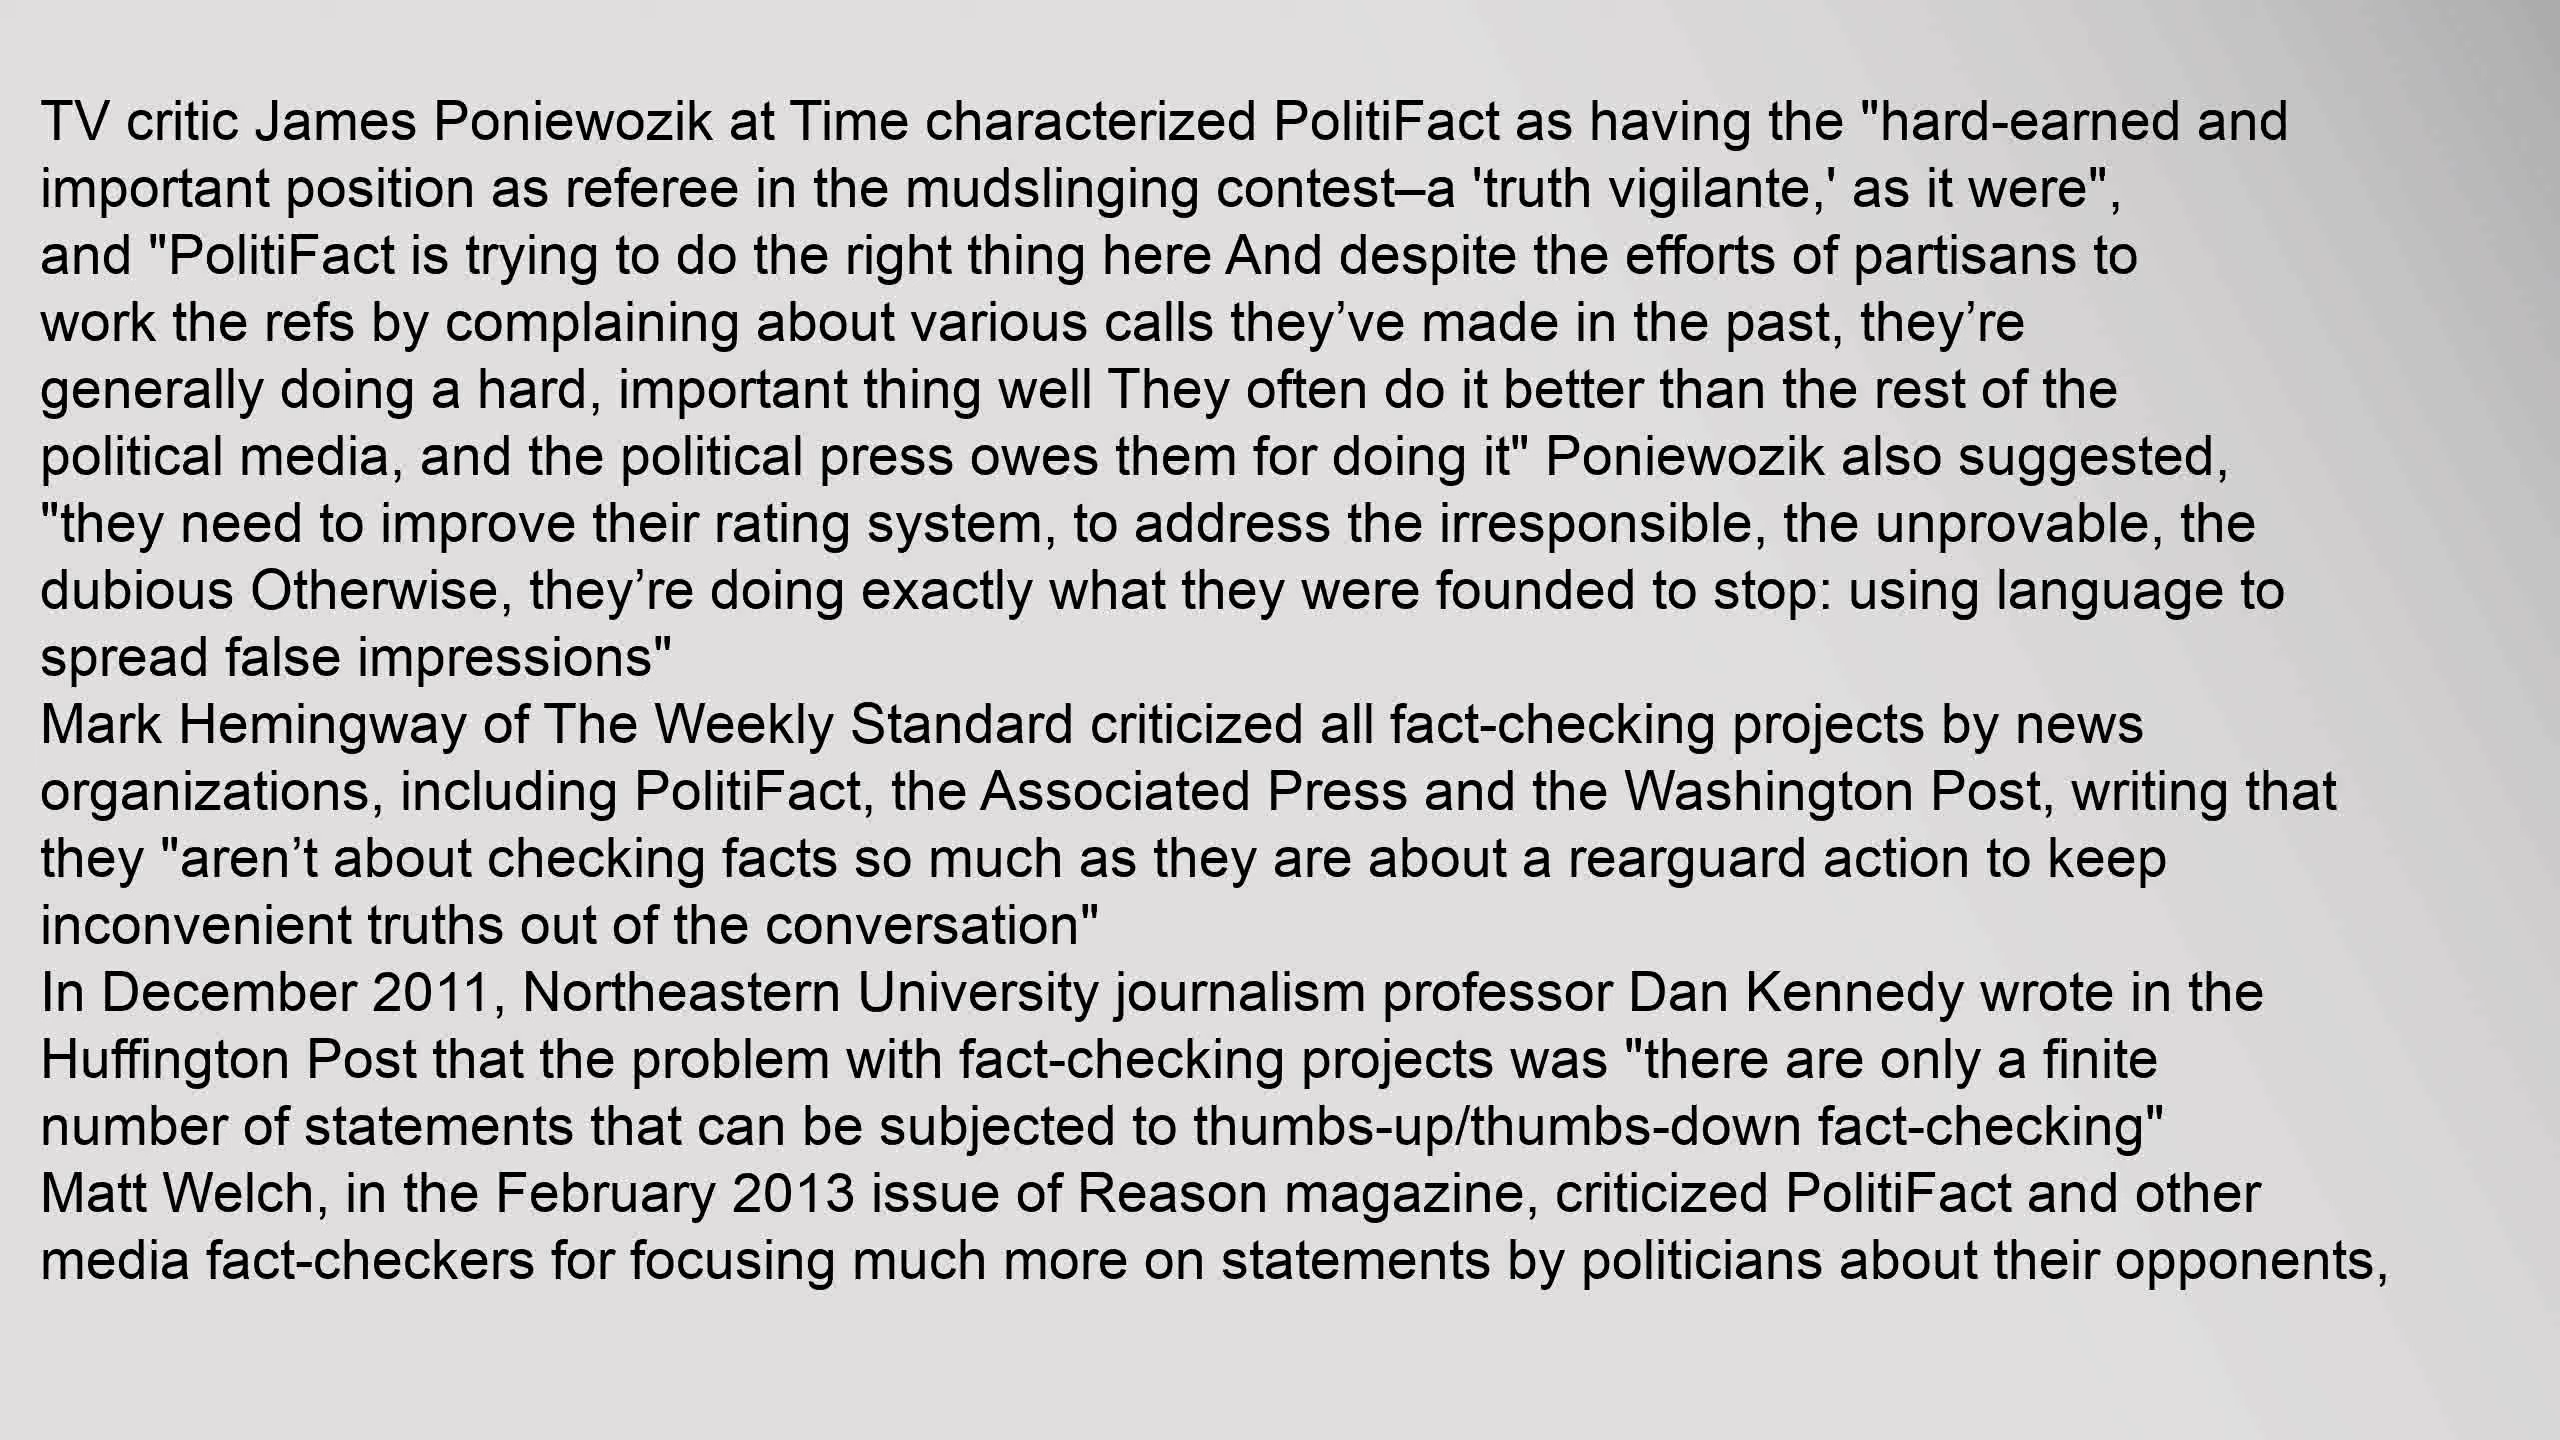 TV critic James Poniewozik at Time characterized PolitiFact as having the "hard-earned and
important position as referee in the mudslinging contest–a 'truth vigilante,' as it were",
and "PolitiFact is trying to do the right thing here And despite the efforts of partisans to
work the refs by complaining about various calls they’ve made in the past, they’re
generally doing a hard, important thing well They often do it better than the rest of the
political media, and the political press owes them for doing it" Poniewozik also suggested,
"they need to improve their rating system, to address the irresponsible, the unprovable, the
dubious Otherwise, they’re doing exactly what they were founded to stop: using language to
spread false impressions"
Mark Hemingway of The Weekly Standard criticized all fact-checking projects by news
organizations, including PolitiFact, the Associated Press and the Washington Post, writing that
they "aren’t about checking facts so much as they are about a rearguard action to keep
inconvenient truths out of the conversation"
In December 2011, Northeastern University journalism professor Dan Kennedy wrote in the
Huffington Post that the problem with fact-checking projects was "there are only a finite
number of statements that can be subjected to thumbs-up/thumbs-down fact-checking"
Matt Welch, in the February 2013 issue of Reason magazine, criticized PolitiFact and other
media fact-checkers for focusing much more on statements by politicians about their opponents,